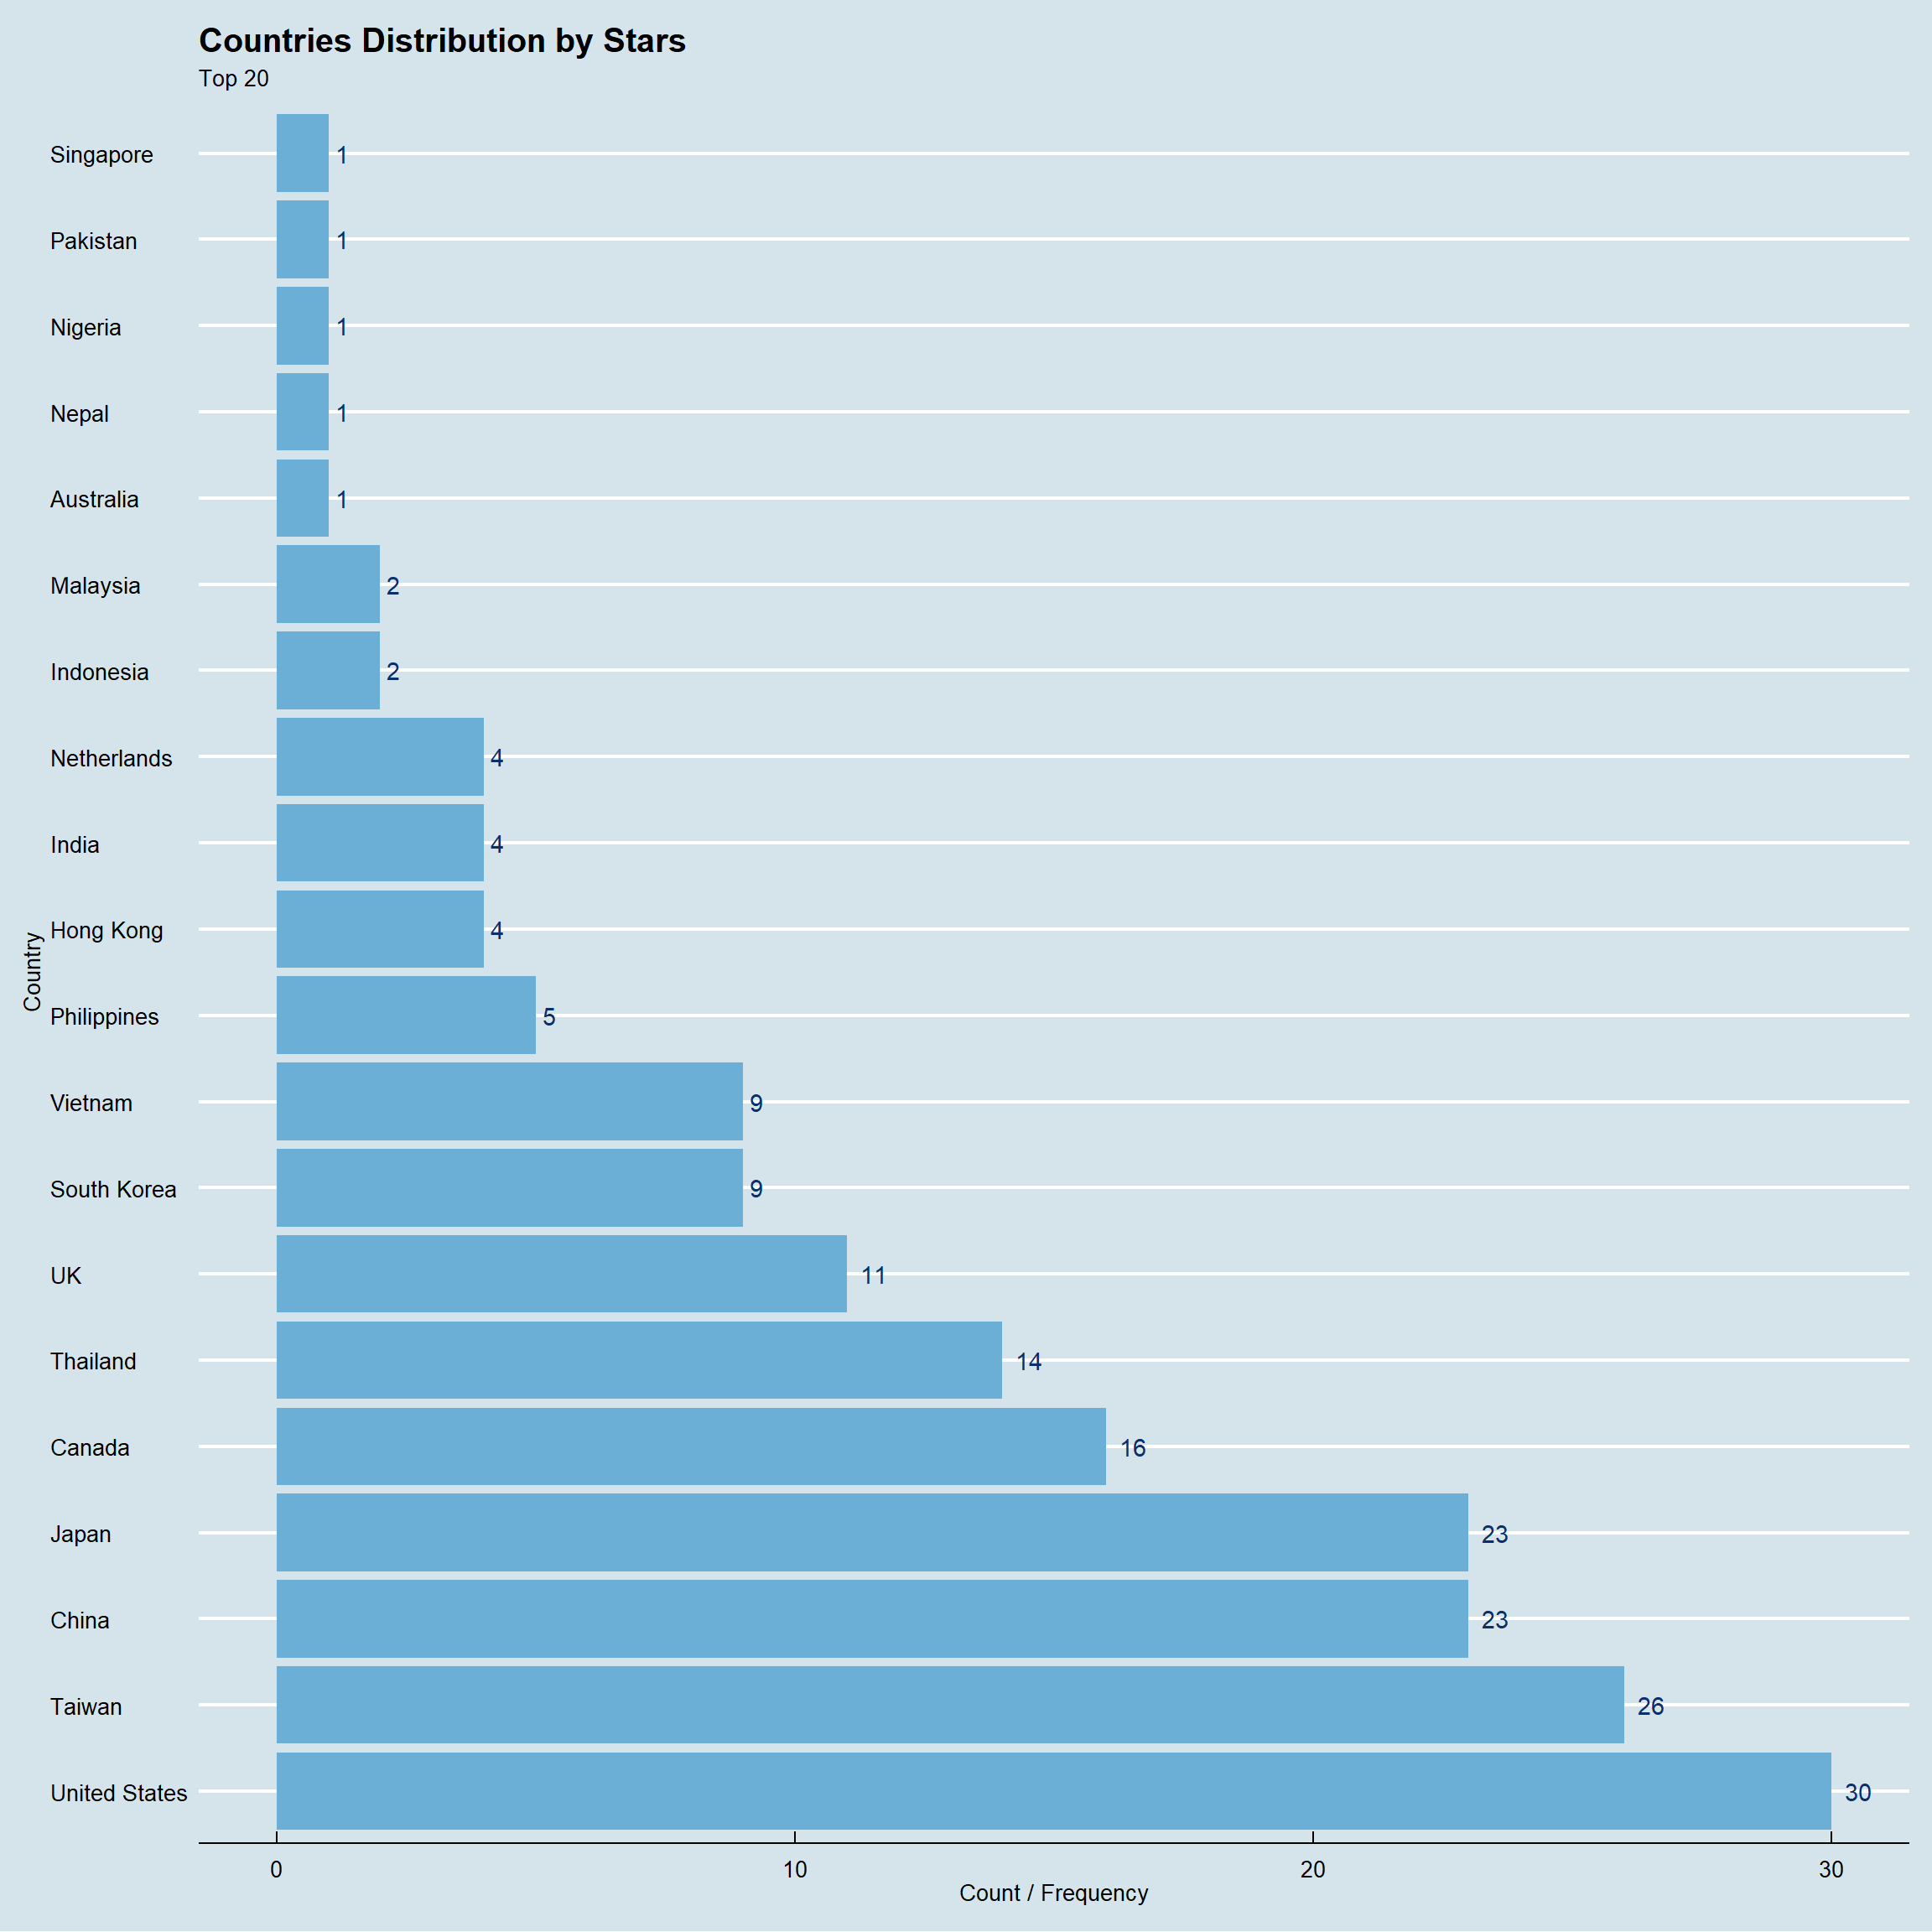 Countries Distribution by Stars
Top 20
Singapore 1
Pakistan 1
Nigeria 1
Nepal 1
Australia 1
Malaysia 2
Indonesia 2
Netherlands 4
India 4
Hong Kong 4
Country
Philippines 5
Vietnam 9
South Korea 9
UK 11
Thailand 14
Canada 16
Japan 23
China 23
Taiwan 26
United States 30
0 10 20 30
Count / Frequency